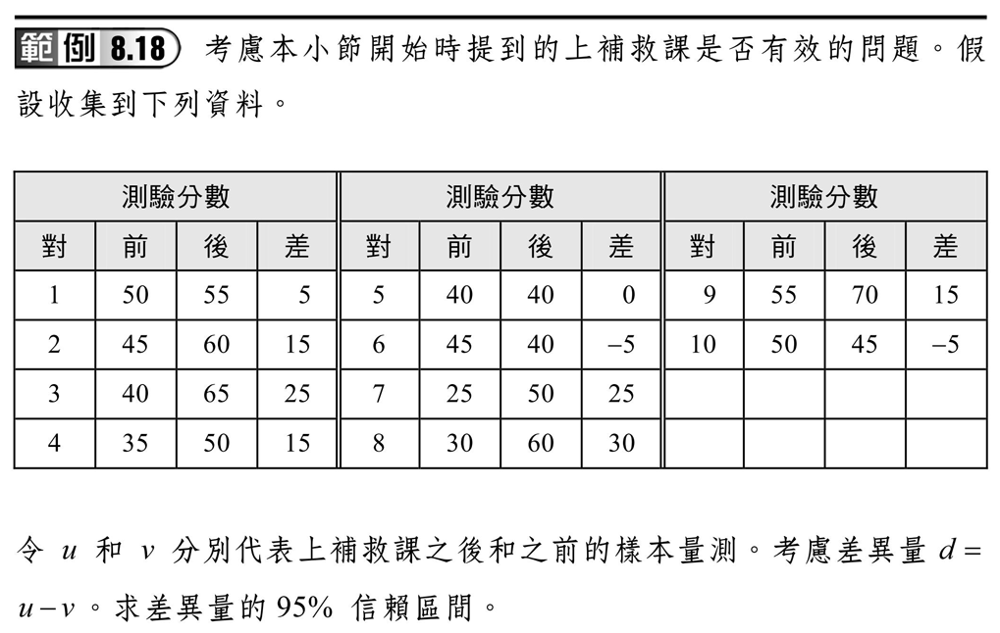 範例 8.18 考慮本小節開始時提到的上補救課是否有效的問題。假
設收集到下列資料。
測驗分數 測驗分數 測驗分數
對 前 後 差 對 前 後 差 對 前 後 差
1 50 55 5 5 40 40 0 9 55 70 15
2 45 60 15 6 45 40 –5 10 50 45 –5
3 40 65 25 7 25 50 25
4 35 50 15 8 30 60 30
令 u 和 v 分別代表上補救課之後和之前的樣本量測。考慮差異量 d =
u – v。求差異量的 95% 信賴區間。